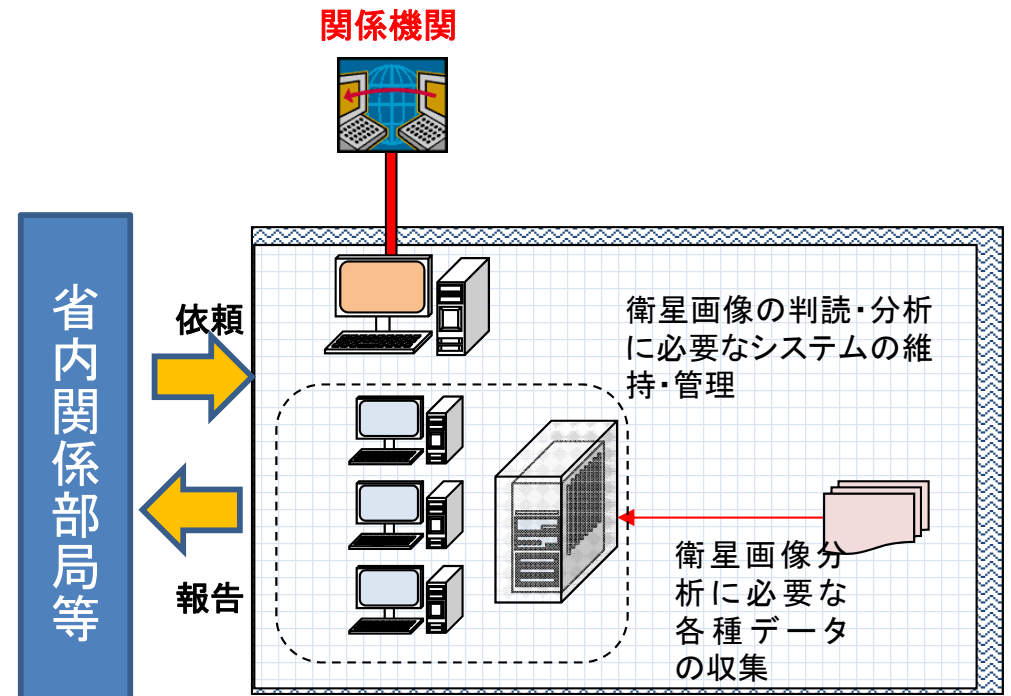 関係機関
省内関係部局等
依頼
報告
衛星画像の判読・分析
に必要なシステムの維
持・管理
衛星画像分
析に必要な
各種データ
の収集